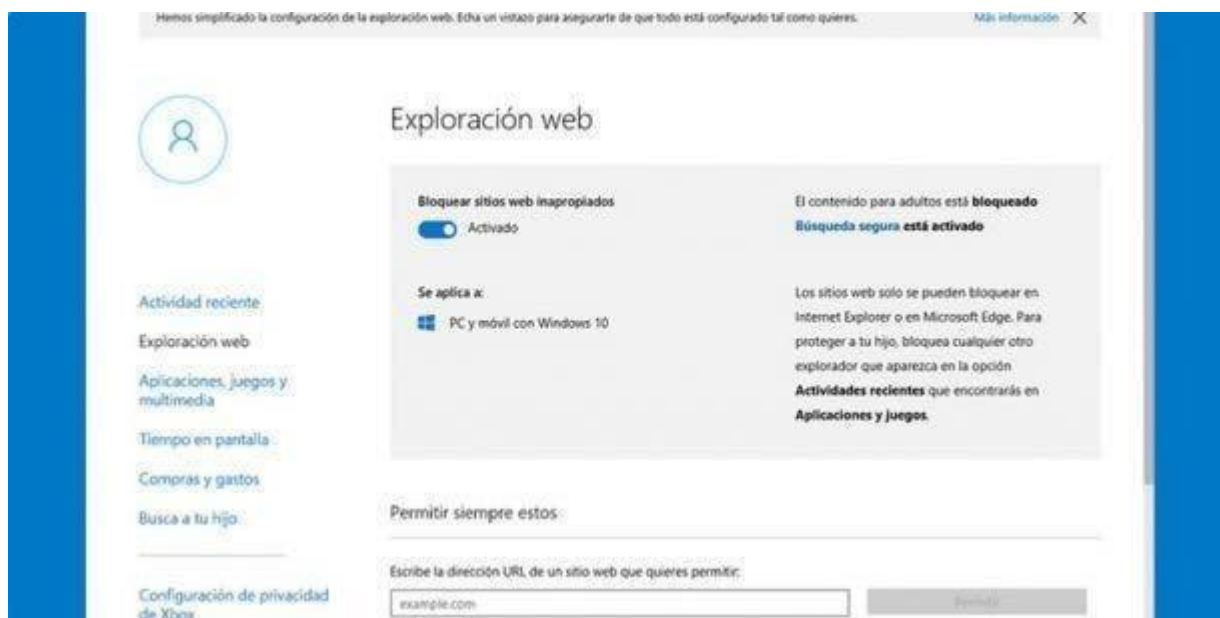 Hemos simplificado la configuración de la exploración web. Echa un vistazo para asegurarte de que todo está configurado tal como quieres.
Más información
Exploración web
Bloquear sitios web inapropiados
Activado
El contenido para adultos está bloqueado
Búsqueda segura está activado
Se aplica a:
PC y móvil con Windows 10
Los sitios web solo se pueden bloquear en
Internet Explorer o en Microsoft Edge. Para
proteger a tu hijo, bloquea cualquier otro
explorador que aparezca en la opción
Actividades recientes que encontrarás en
Aplicaciones y juegos.
Actividad reciente
Exploración web
Aplicaciones, juegos y
multimedia
Tiempo en pantalla
Compras y gastos
Busca a tu hijo
Configuración de privacidad
de Xbox
Permitir siempre estos
Escribe la dirección URL de un sitio web que quieres permitir:
example.com
Permitir